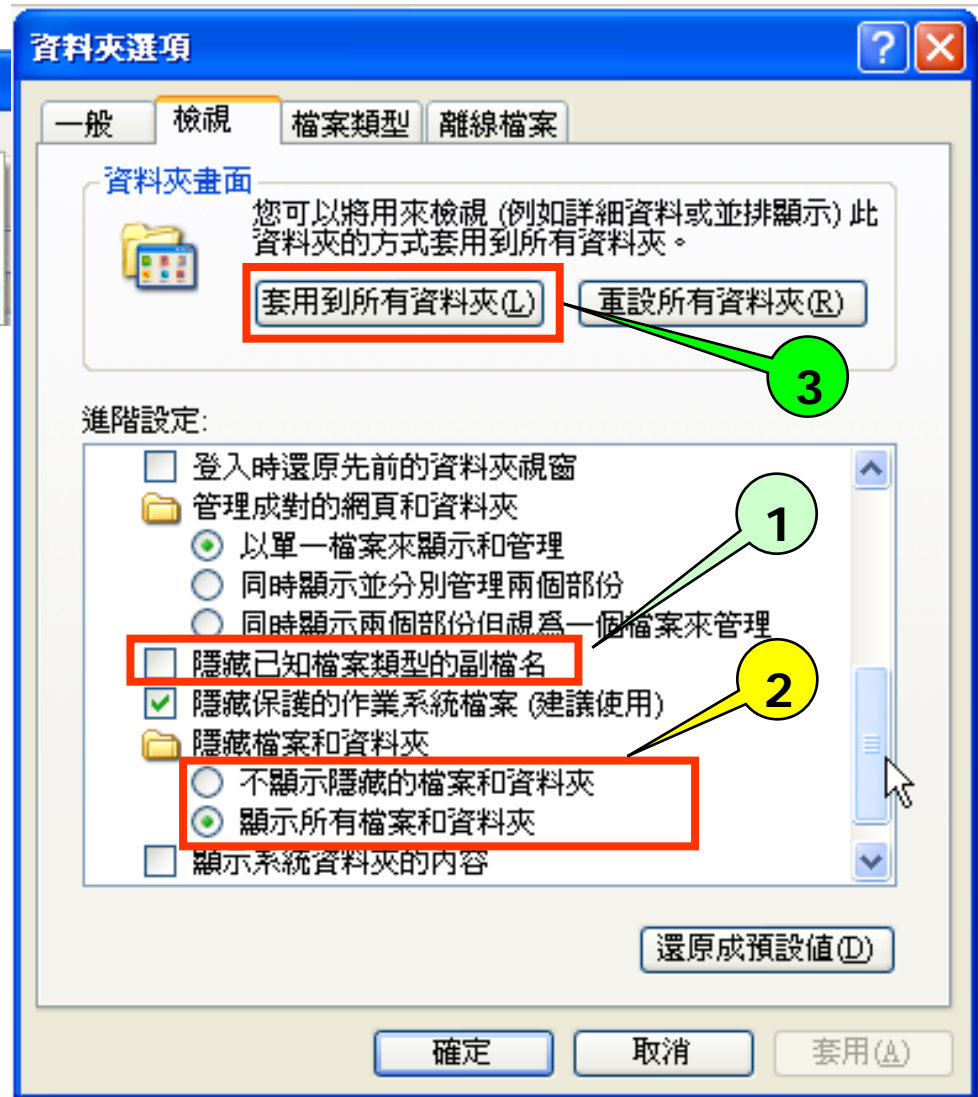 資料夾選項
一般 檢視 檔案類型 離線檔案
資料夾畫面
您可以將用來檢視 (例如詳細資料或並排顯示) 此
資料夾的方式套用到所有資料夾。
套用到所有資料夾(L) 重設所有資料夾(R)
3
進階設定:
登入時還原先前的資料夾視窗
管理成對的網頁和資料夾
1
以單一檔案來顯示和管理
同時顯示並分別管理兩個部份
同時顯示兩個部份但視為一個檔案來管理
隱藏已知檔案類型的副檔名
2
隱藏保護的作業系統檔案 (建議使用)
隱藏檔案和資料夾
不顯示隱藏的檔案和資料夾
顯示所有檔案和資料夾
顯示系統資料夾的內容
還原成預設值(D)
確定 取消 套用(A)